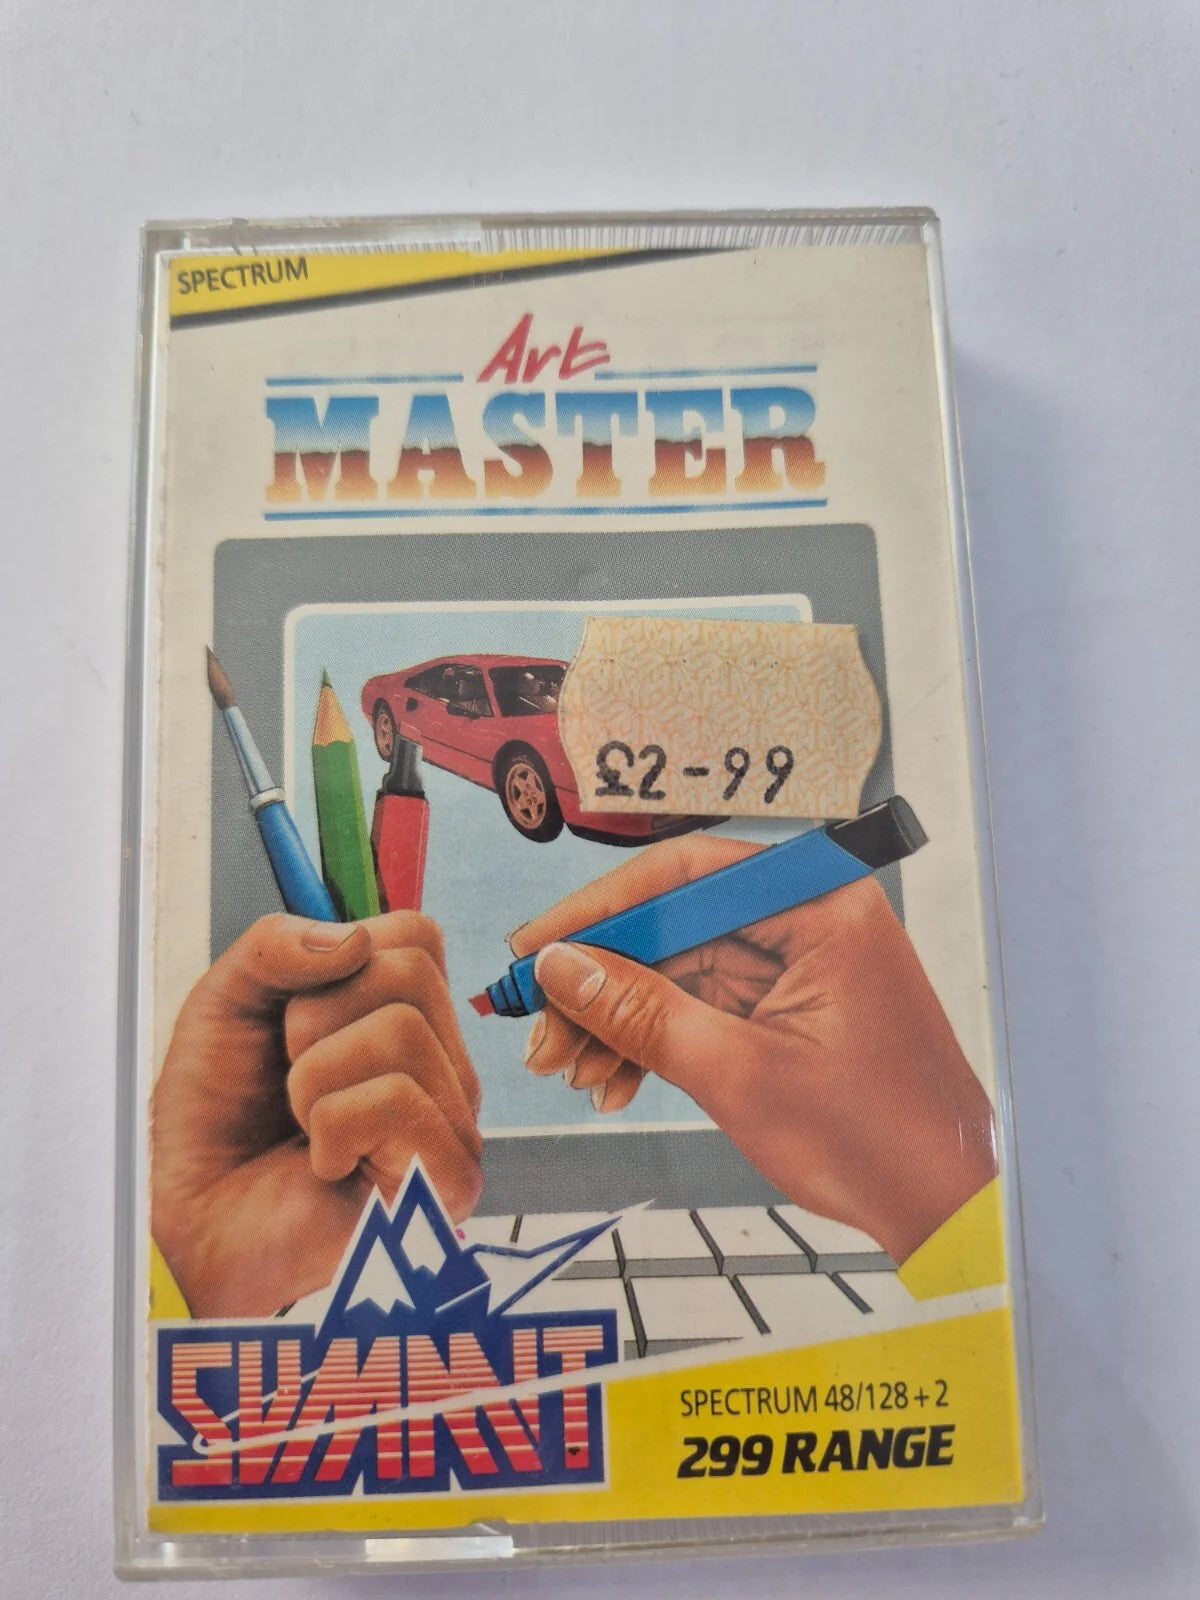 SPECTRUM
Art
MASTER
£2-99
SUMMIT
SPECTRUM 48/128+2
299 RANGE